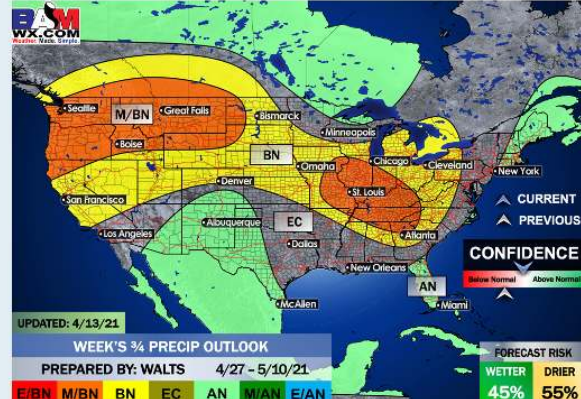 BAM
WX.COM
Weather. Made. Simple.
Seattle
M/BN
Great Falls
Bismarck
Minneapolis
Boise
BN
Omaha
Chicago
Cleveland
New York
Denver
St. Louis
San Francisco
Los Angeles
Albuquerque
EC
Dallas
Atlanta
New Orleans
McAllen
AN
Miami
CURRENT
PREVIOUS
CONFIDENCE
Below Normal
Above Normal
UPDATED: 4/13/21
WEEK'S ¾ PRECIP OUTLOOK
PREPARED BY: WALTS 4/27 - 5/10/21
E/BN M/BN BN EC AN M/AN E/AN
FORECAST RISK
WETTER DRIER
45% 55%